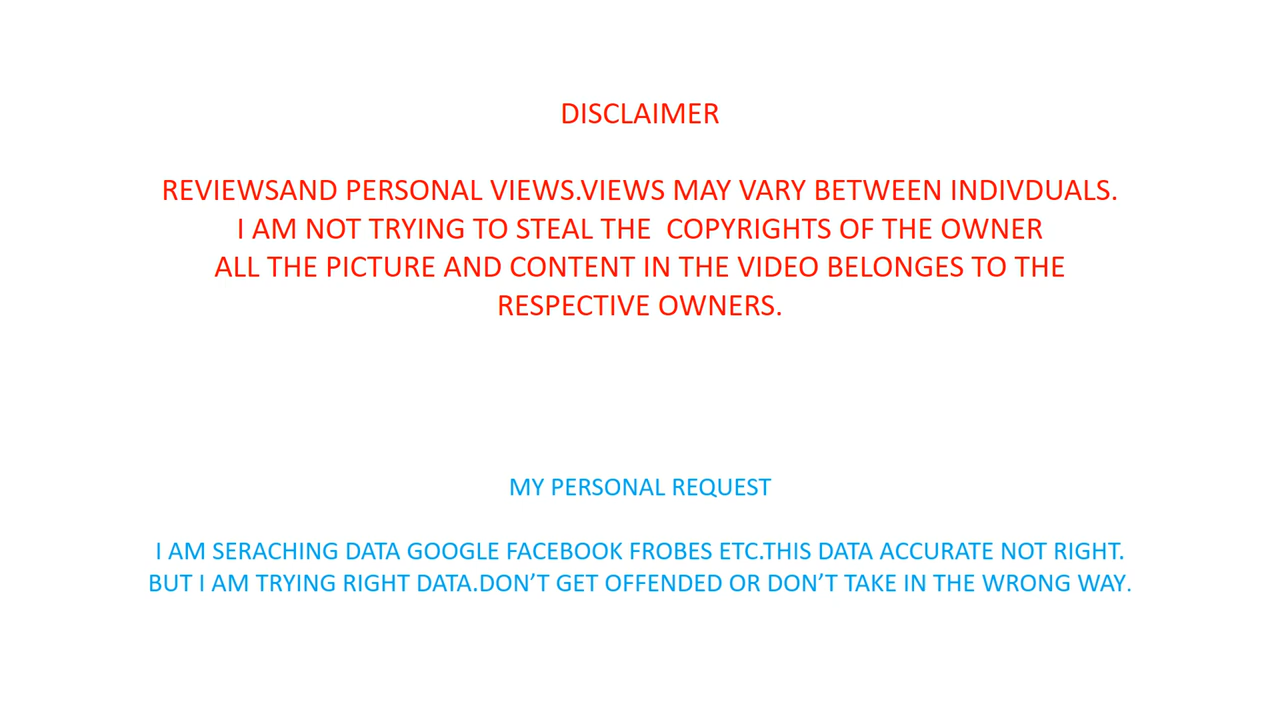 DISCLAIMER
REVIEWSAND PERSONAL VIEWS.VIEWS MAY VARY BETWEEN INDIVDUALS.
I AM NOT TRYING TO STEAL THE  COPYRIGHTS OF THE OWNER
ALL THE PICTURE AND CONTENT IN THE VIDEO BELONGES TO THE
RESPECTIVE OWNERS.
MY PERSONAL REQUEST
I AM SERACHING DATA GOOGLE FACEBOOK FROBES ETC.THIS DATA ACCURATE NOT RIGHT.
BUT I AM TRYING RIGHT DATA.DON’T GET OFFENDED OR DON’T TAKE IN THE WRONG WAY.